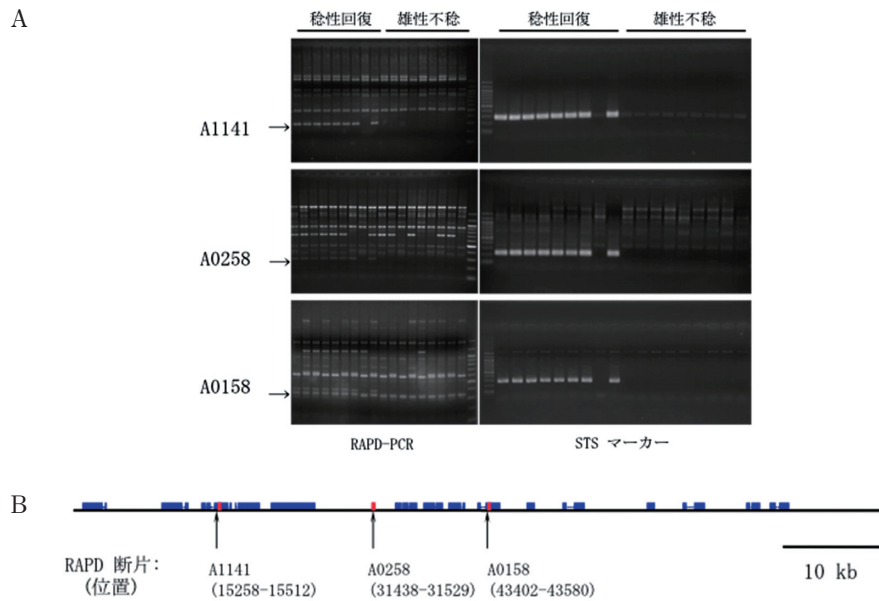 A
稔性回復 雄性不稔 稔性回復 雄性不稔
A1141
A0258
A0158
RAPD-PCR STS マーカー
B
RAPD 断片: A1141 A0258 A0158
(位置) (15258-15512) (31438-31529) (43402-43580)
10 kb